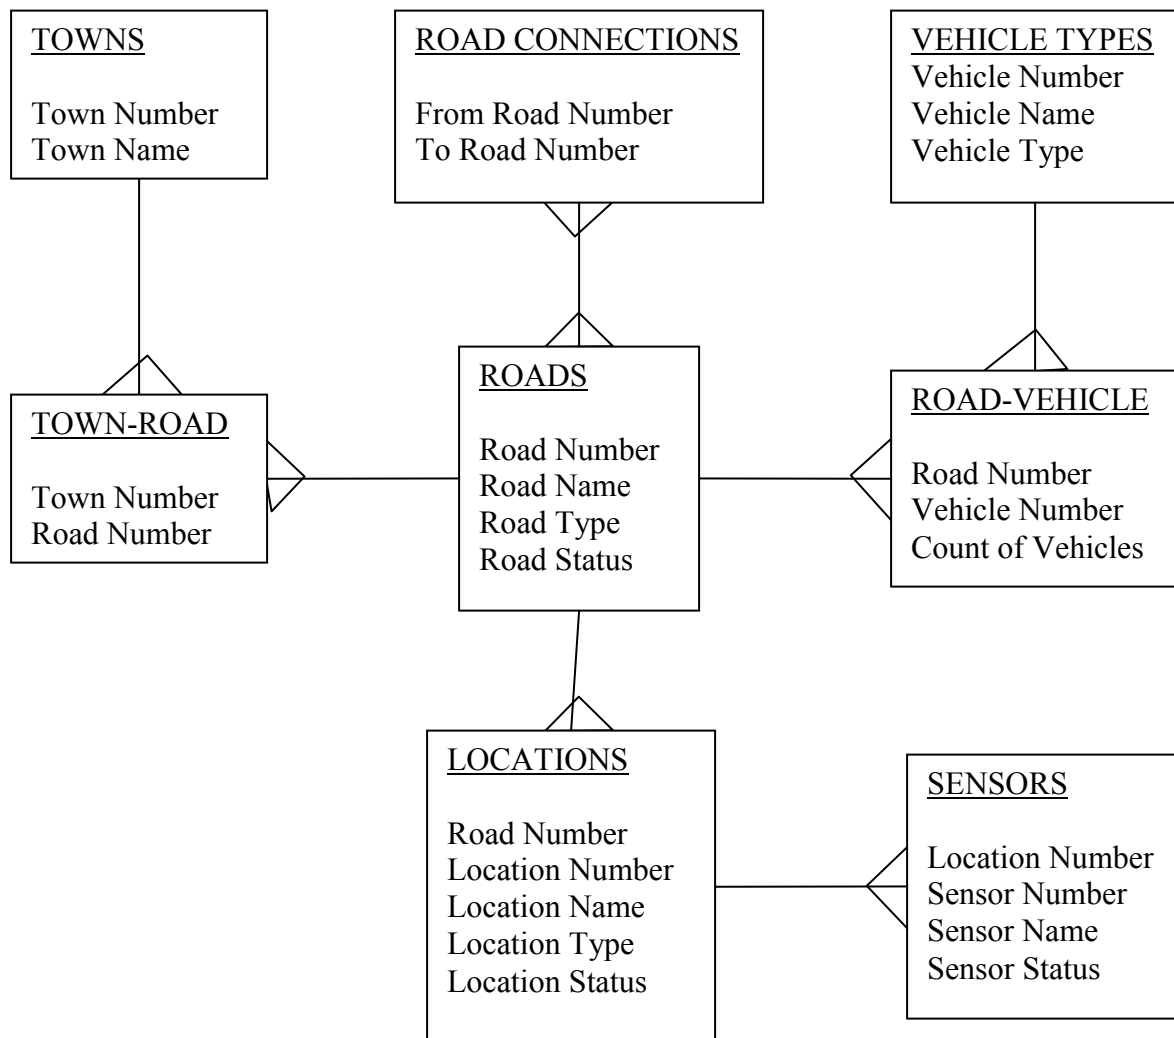 TOWNS
Town Number
Town Name
ROAD CONNECTIONS
From Road Number
To Road Number
VEHICLE TYPES
Vehicle Number
Vehicle Name
Vehicle Type
TOWN-ROAD
Town Number
Road Number
ROADS
Road Number
Road Name
Road Type
Road Status
ROAD-VEHICLE
Road Number
Vehicle Number
Count of Vehicles
LOCATIONS
Road Number
Location Number
Location Name
Location Type
Location Status
SENSORS
Location Number
Sensor Number
Sensor Name
Sensor Status